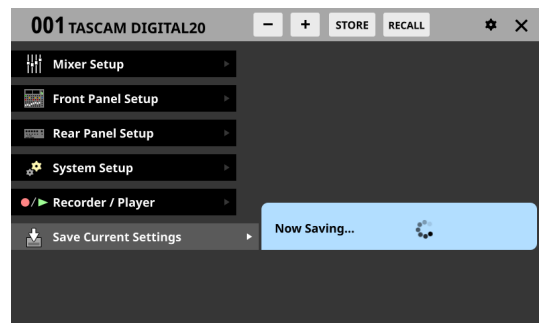 001 TASCAM DIGITAL20 − + STORE RECALL
Mixer Setup
Front Panel Setup
Rear Panel Setup
System Setup
Recorder / Player
Save Current Settings
Now Saving...